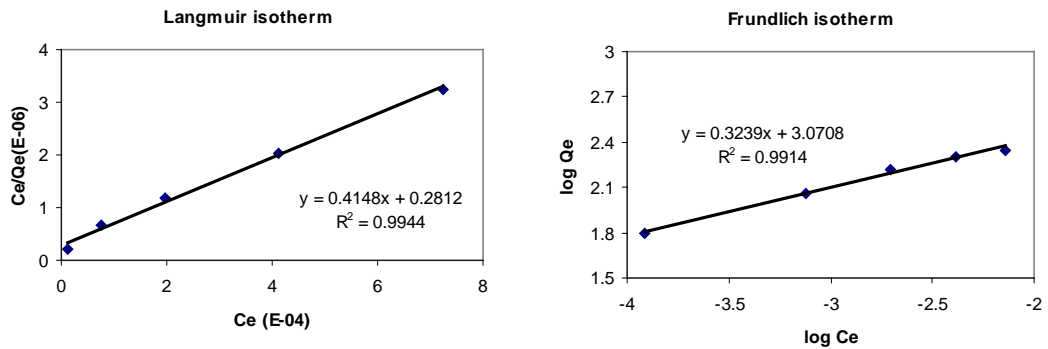 Langmuir isotherm
4
3
2
1
0
Ce/Qe(E-06)
y = 0.4148x + 0.2812
R² = 0.9944
0 2 4 6 8
Ce (E-04)
Frundlich isotherm
3
2.7
2.4
2.1
1.8
1.5
log Qe
y = 0.3239x + 3.0708
R² = 0.9914
-4 -3.5 -3 -2.5 -2
log Ce